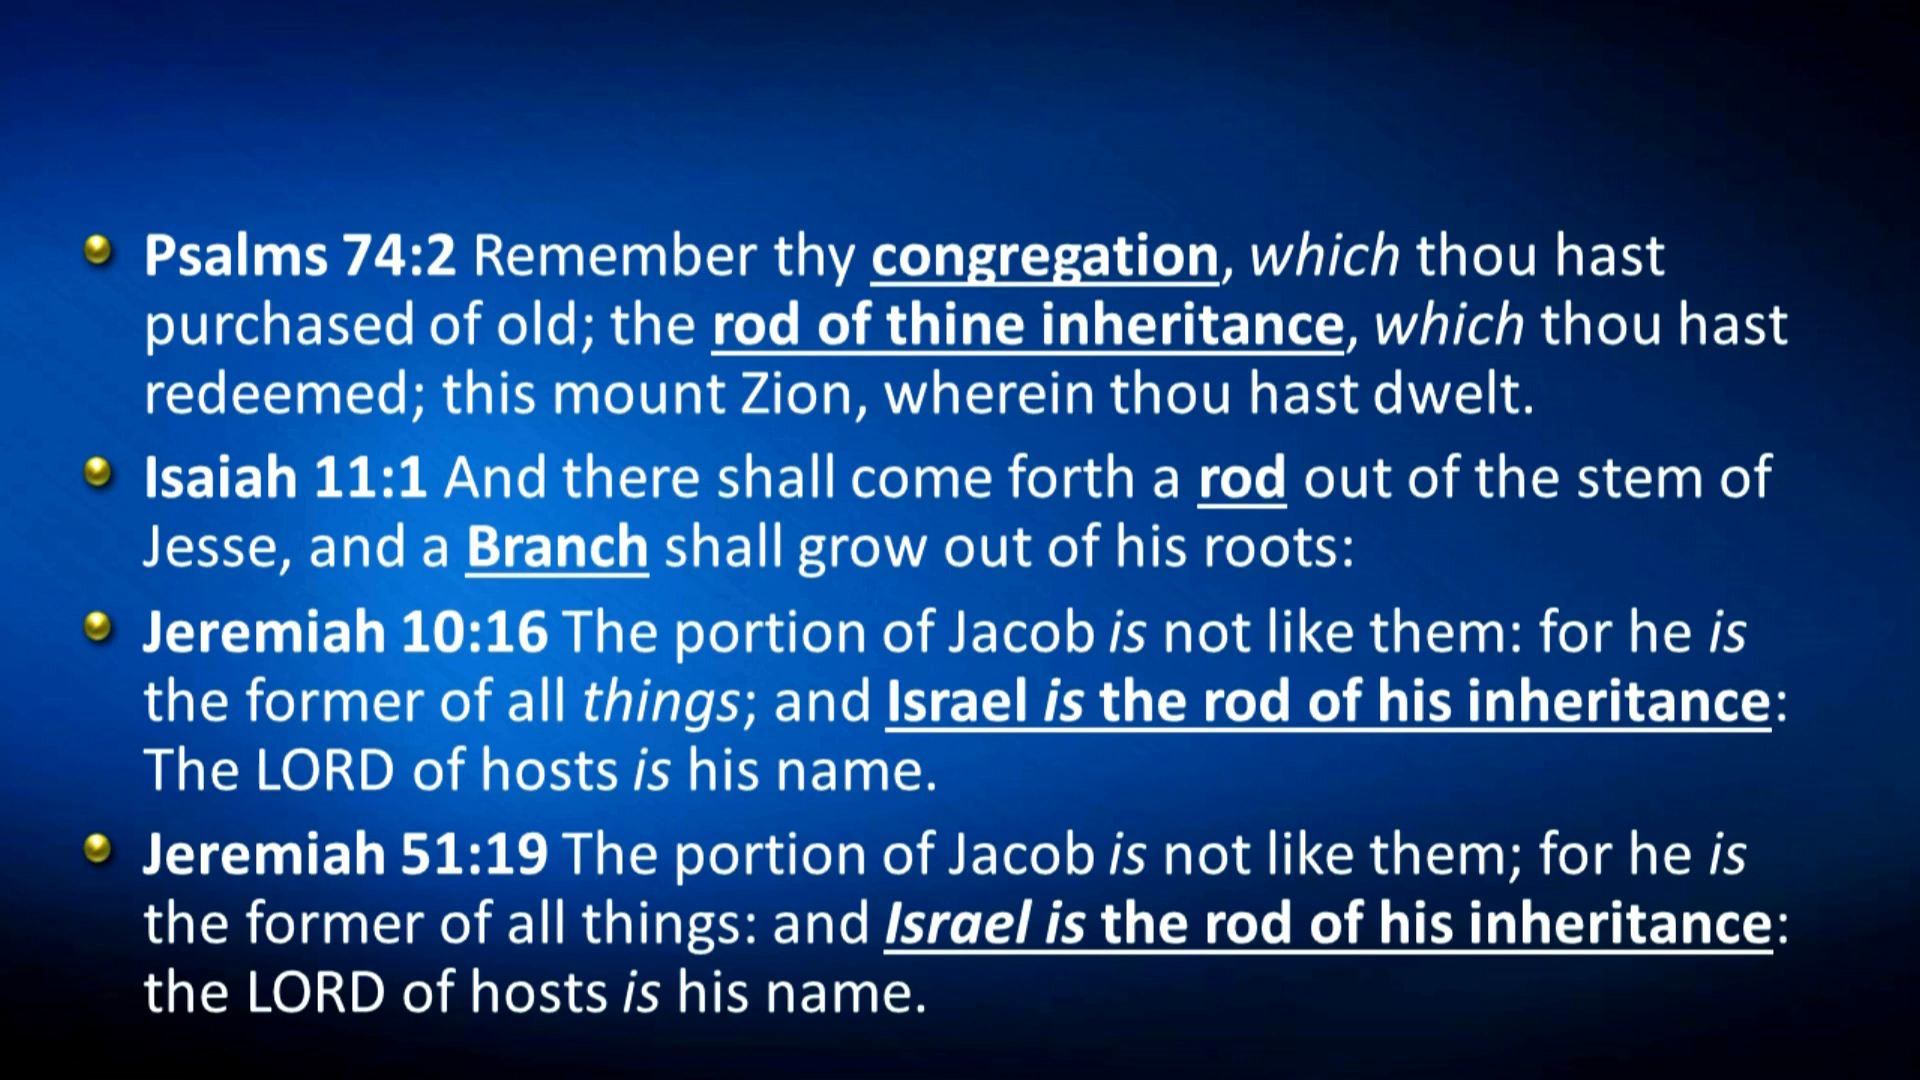 Psalms 74:2 Remember thy congregation, which thou hast
purchased of old; the rod of thine inheritance, which thou hast
redeemed; this mount Zion, wherein thou hast dwelt.
Isaiah 11:1 And there shall come forth a rod out of the stem of
Jesse, and a Branch shall grow out of his roots:
Jeremiah 10:16 The portion of Jacob is not like them: for he is
the former of all things; and Israel is the rod of his inheritance:
The LORD of hosts is his name.
Jeremiah 51:19 The portion of Jacob is not like them; for he is
the former of all things: and Israel is the rod of his inheritance:
the LORD of hosts is his name.